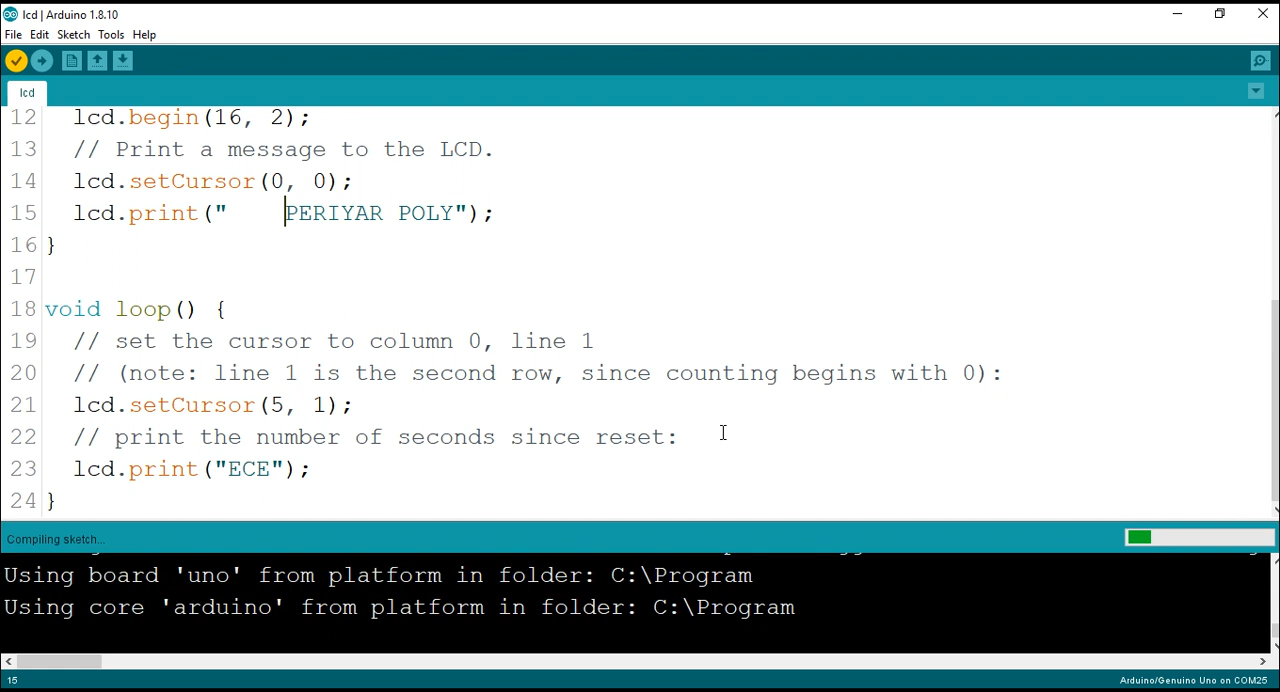 lcd | Arduino 1.8.10
File Edit Sketch Tools Help
lcd
12 lcd.begin(16, 2);
13 // Print a message to the LCD.
14 lcd.setCursor(0, 0);
15 lcd.print("    PERIYAR POLY");
16 }
17
18 void loop() {
19 // set the cursor to column 0, line 1
20 // (note: line 1 is the second row, since counting begins with 0):
21 lcd.setCursor(5, 1);
22 // print the number of seconds since reset:
23 lcd.print("ECE");
24 }
Compiling sketch...
Using board 'uno' from platform in folder: C:\Program
Using core 'arduino' from platform in folder: C:\Program
15 Arduino/Genuino Uno on COM25